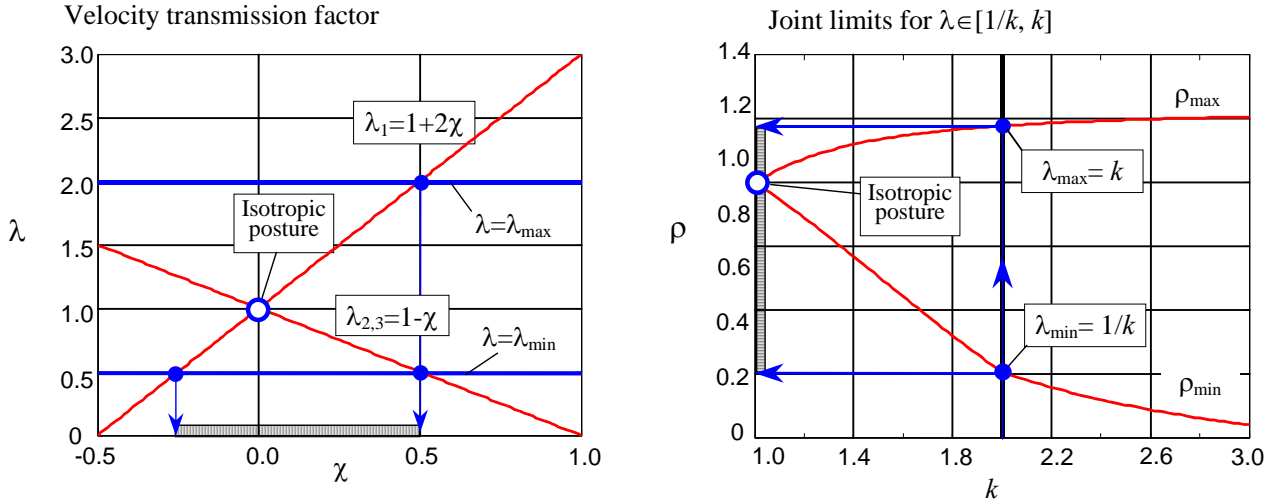 Velocity transmission factor
3.0
2.5
2.0
1.5
1.0
0.5
0
λ
λ₁=1+2χ
Isotropic
posture
λ=λmax
λ2,3=1-χ
λ=λmin
-0.5
0.0
0.5
1.0
χ
Joint limits for λ∈[1/k, k]
1.4
1.2
1.0
0.8
0.6
0.4
0.2
0
ρ
ρmax
λmax= k
Isotropic
posture
λmin= 1/k
ρmin
1.0
1.4
1.8
2.2
2.6
3.0
k